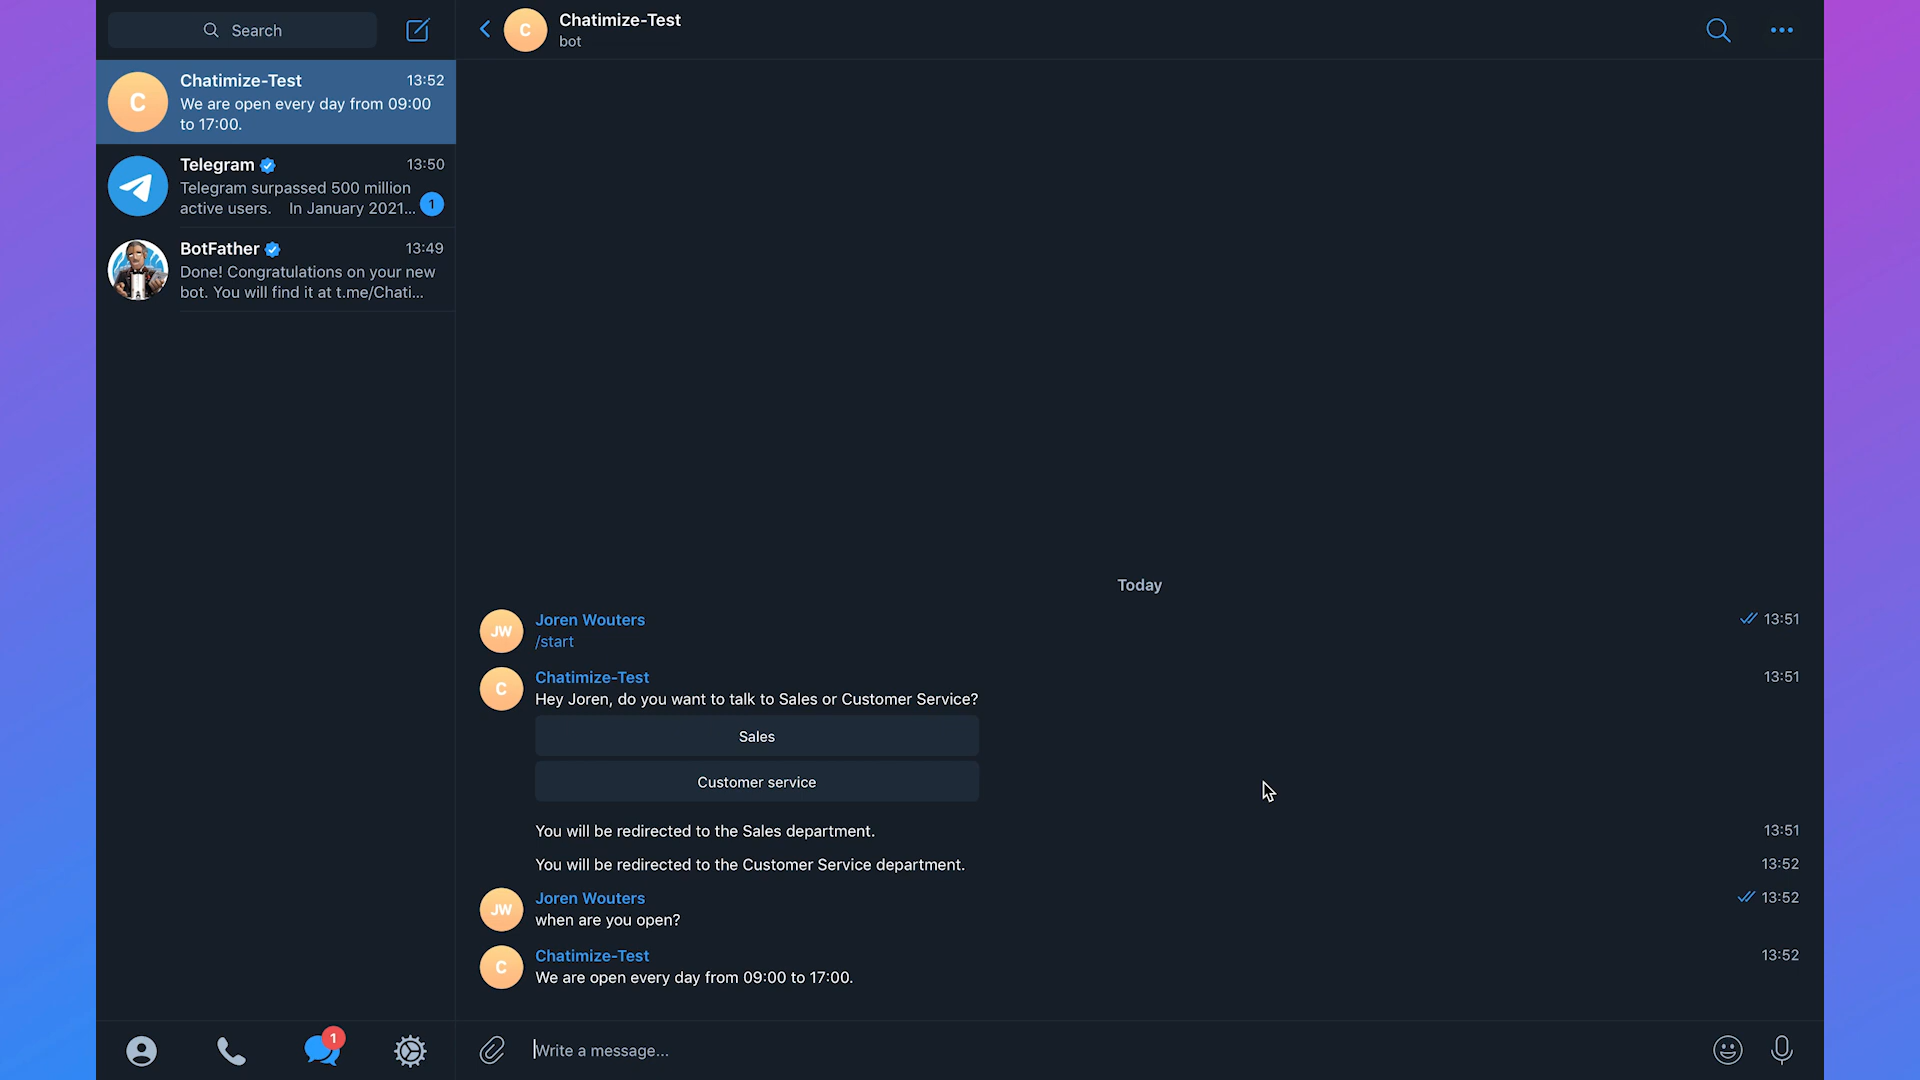 Search
Chatimize-Test
13:52
We are open every day from 09:00
to 17:00.
Telegram
13:50
Telegram surpassed 500 million
active users. In January 2021...
1
BotFather
13:49
Done! Congratulations on your new
bot. You will find it at t.me/Chati...
1
C
C
Chatimize-Test
bot
Today
JW
Joren Wouters
13:51
/start
C
Chatimize-Test
13:51
Hey Joren, do you want to talk to Sales or Customer Service?
Sales
Customer service
You will be redirected to the Sales department.
13:51
You will be redirected to the Customer Service department.
13:52
JW
Joren Wouters
13:52
when are you open?
C
Chatimize-Test
13:52
We are open every day from 09:00 to 17:00.
Write a message...